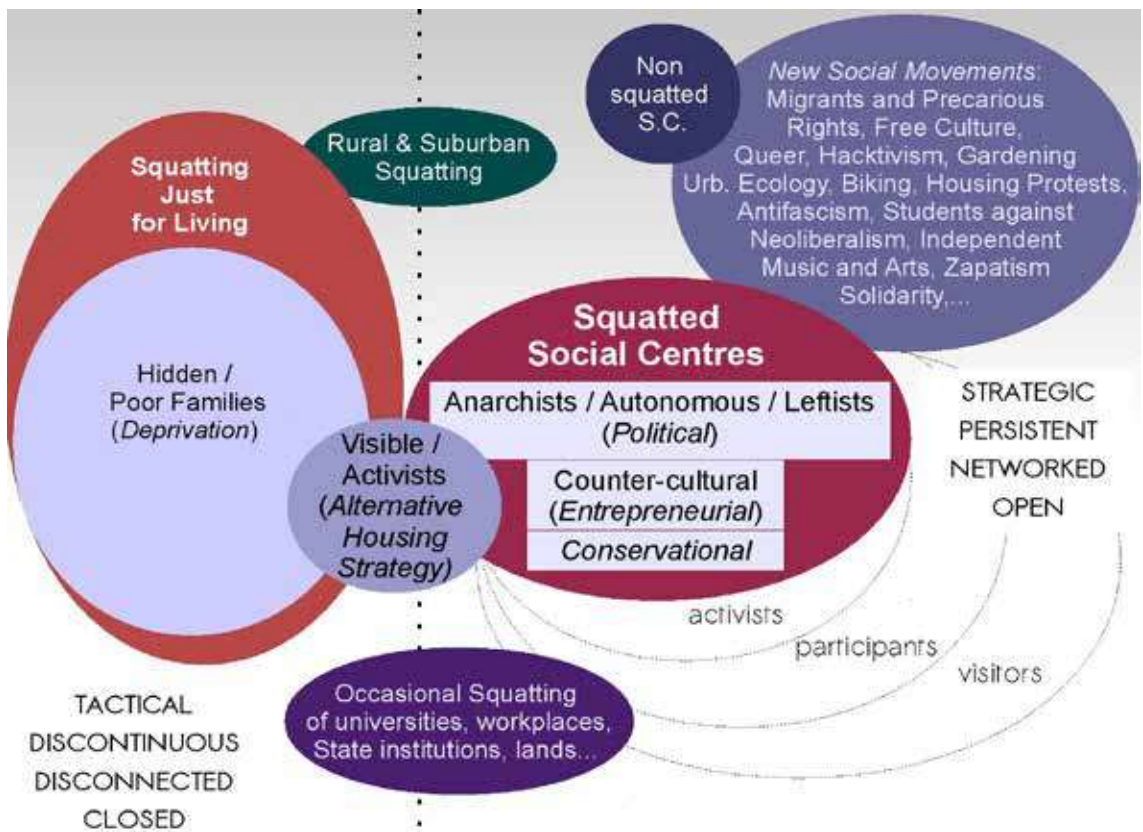 Non
squatted
S.C.
New Social Movements:
Migrants and Precarious
Rights, Free Culture,
Queer, Hacktivism, Gardening
Urb. Ecology, Biking, Housing Protests.
Antifascism, Students against
Neoliberalism, Independent
Music and Arts, Zapatism
Solidarity,...
Rural & Suburban
Squatting
Squatting
Just
for Living
Hidden /
Poor Families
(Deprivation)
Visible /
Activists
(Alternative
Housing
Strategy)
Squatted
Social Centres
Anarchists / Autonomous / Leftists
(Political)
Counter-cultural
(Entrepreneurial)
Conservational
STRATEGIC
PERSISTENT
NETWORKED
OPEN
activists
participants
visitors
Occasional Squatting
of universities, workplaces,
State institutions, lands...
TACTICAL
DISCONTINUOUS
DISCONNECTED
CLOSED